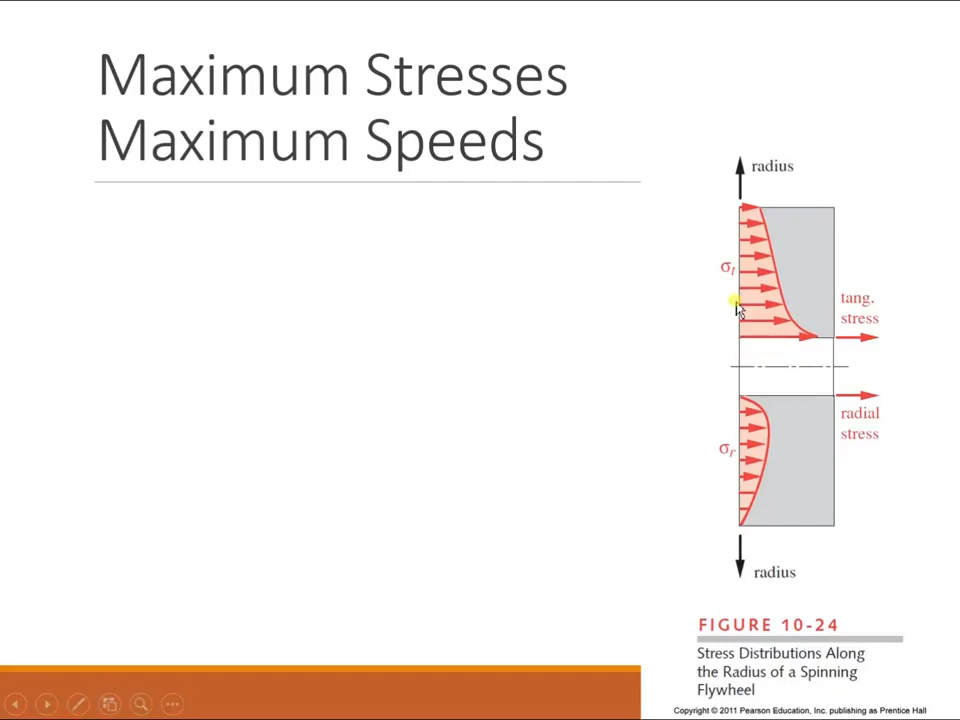 Maximum Stresses
Maximum Speeds
radius
σt
tang.
stress
radial
stress
σr
radius
FIGURE 10-24
Stress Distributions Along
the Radius of a Spinning
Flywheel
Copyright © 2011 Pearson Education, Inc. publishing as Prentice Hall